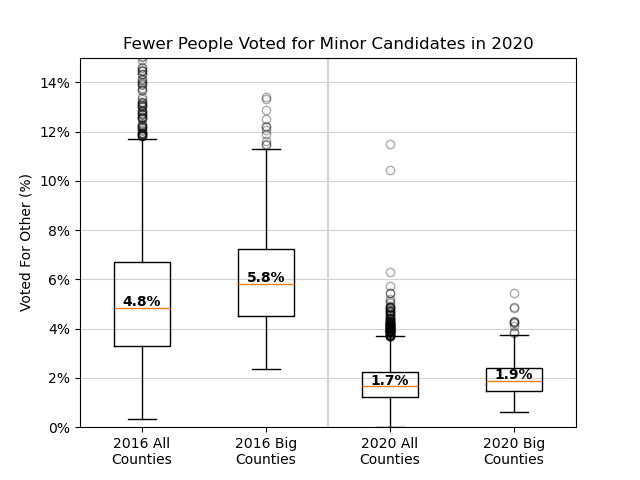 Fewer People Voted for Minor Candidates in 2020
Voted For Other (%)
14%
12%
10%
8%
6%
4%
2%
0%
4.8%
5.8%
1.7%
1.9%
2016 All
Counties
2016 Big
Counties
2020 All
Counties
2020 Big
Counties